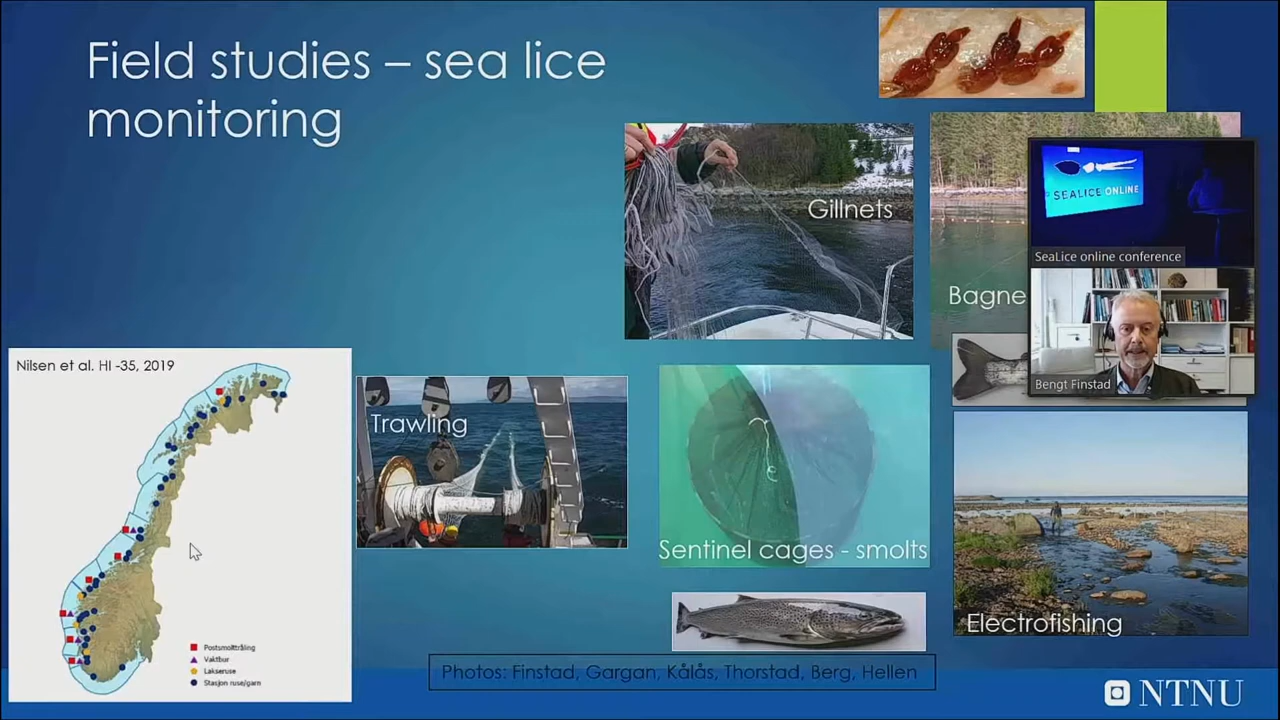 Field studies – sea lice
monitoring
Gillnets
SEALICE ONLINE
SeaLice online conference
Bagne
Bengt Finstad
Nilsen et al. HI -35, 2019
Trawling
Sentinel cages - smolts
Electrofishing
Postsmolttråling
Vaktbur
Lakseruse
Stasjon ruse/garn
Photos: Finstad, Gargan, Kålås, Thorstad, Berg, Hellen
NTNU